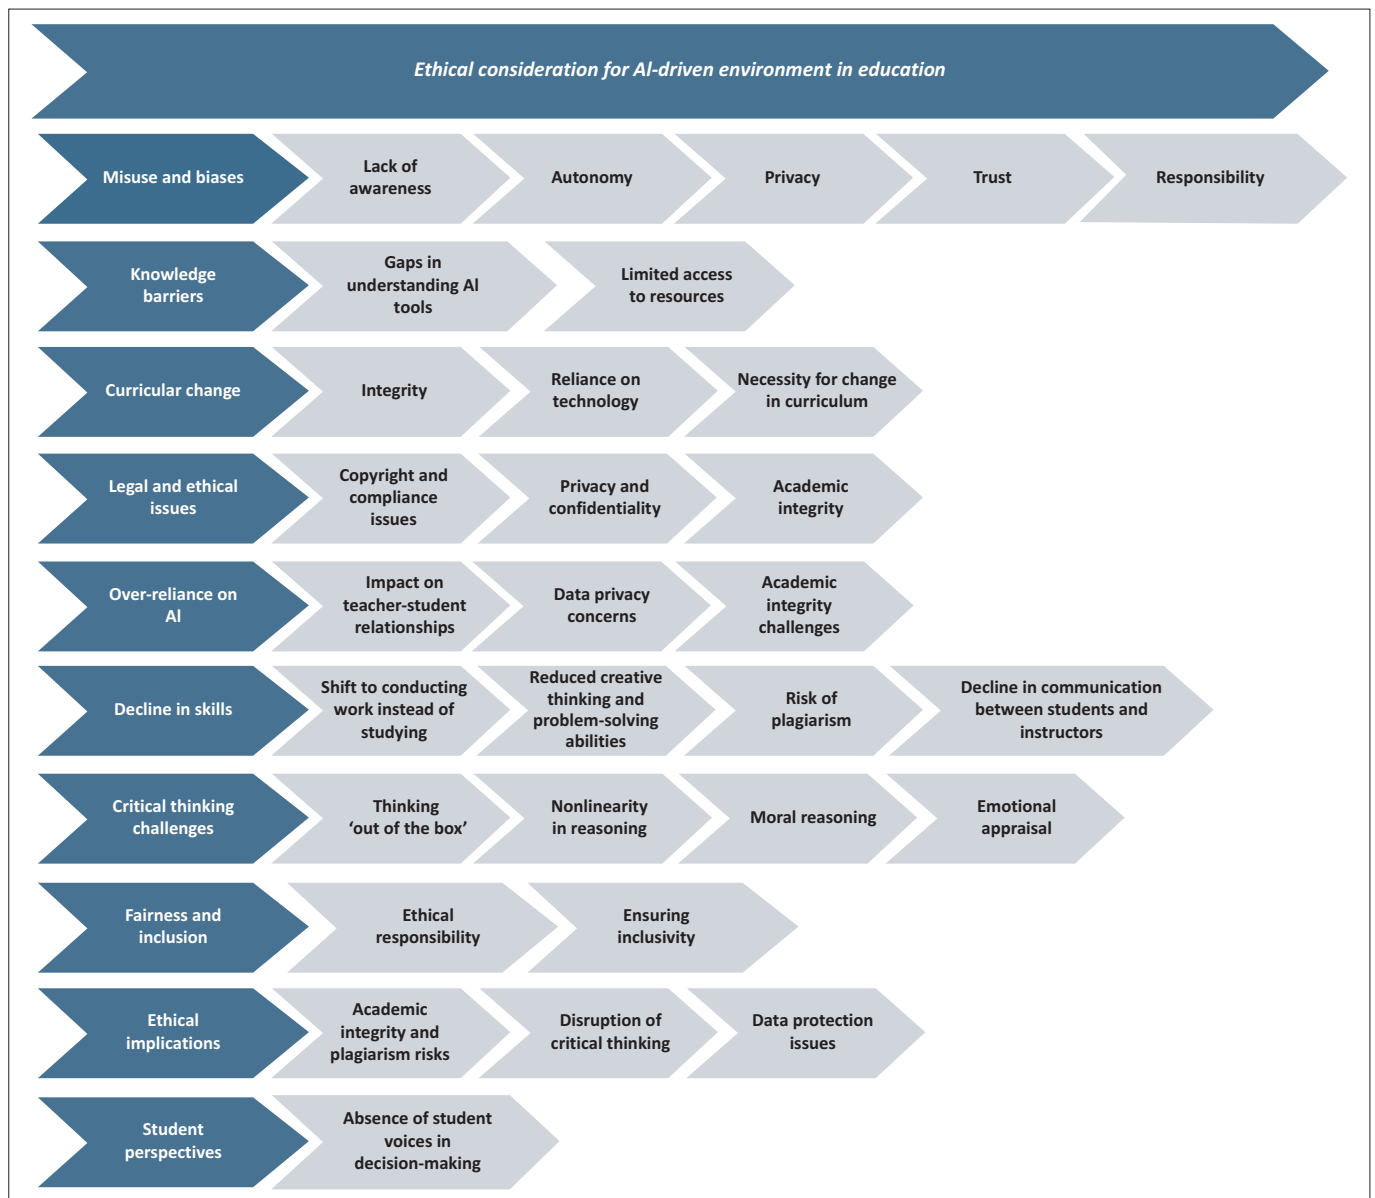 Ethical consideration for AI-driven environment in education
Misuse and biases
Lack of
awareness
Autonomy
Privacy
Trust
Responsibility
Knowledge
barriers
Gaps in
understanding AI
tools
Limited access
to resources
Curricular change
Integrity
Reliance on
technology
Necessity for change
in curriculum
Legal and ethical
issues
Copyright and
compliance
issues
Privacy and
confidentiality
Academic
integrity
Over-reliance on
AI
Impact on
teacher-student
relationships
Data privacy
concerns
Academic
integrity
challenges
Decline in skills
Shift to conducting
work instead of
studying
Reduced creative
thinking and
problem-solving
abilities
Risk of
plagiarism
Decline in communication
between students and
instructors
Critical thinking
challenges
Thinking
‘out of the box’
Nonlinearity
in reasoning
Moral reasoning
Emotional
appraisal
Fairness and
inclusion
Ethical
responsibility
Ensuring
inclusivity
Ethical
implications
Academic
integrity and
plagiarism risks
Disruption of
critical thinking
Data protection
issues
Student
perspectives
Absence of student
voices in
decision-making